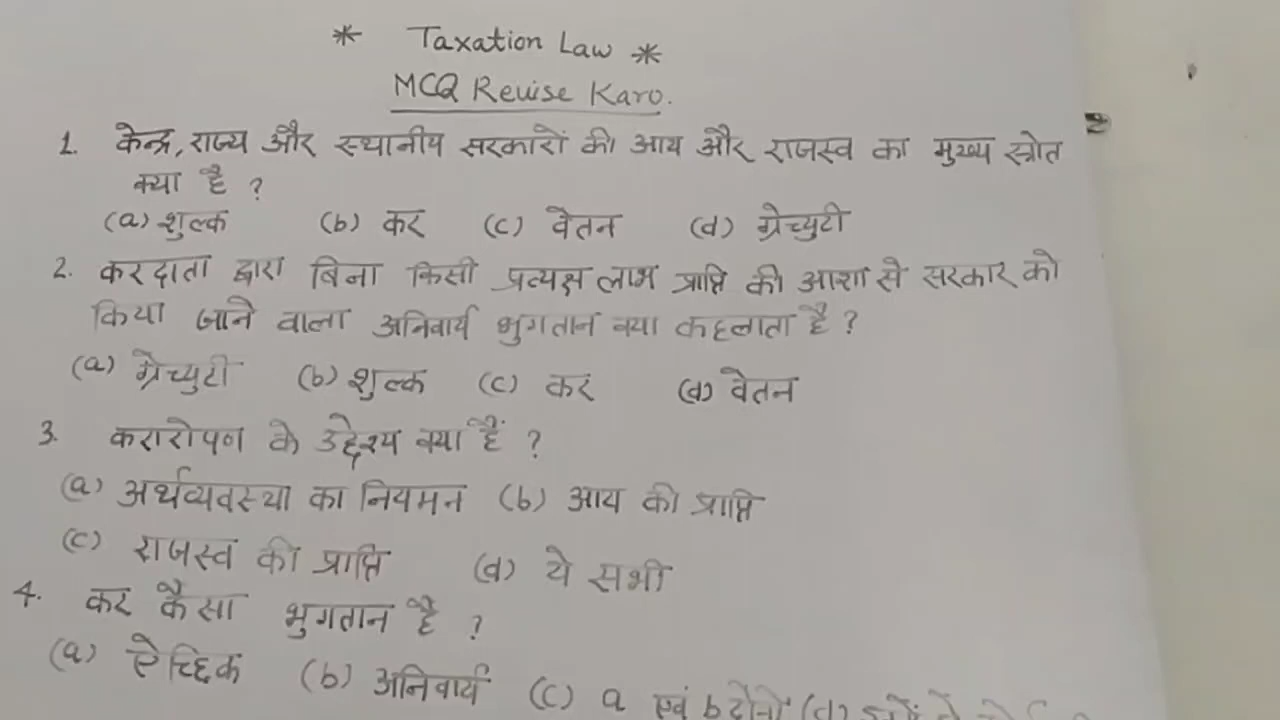 * Taxation Law *
MCQ Revise Karo.
1. केन्द्र, राज्य और स्थानीय सरकारों की आय और राजस्व का मुख्य स्त्रोत
क्या है ?
(a) शुल्क (b) कर (c) वेतन (d) ग्रेच्युटी
2. करदाता द्वारा बिना किसी प्रत्यक्ष लाभ प्राप्ति की आशा से सरकार को
किया जाने वाला अनिवार्य भुगतान क्या कहलाता है ?
(a) ग्रेच्युटी (b) शुल्क (c) कर (d) वेतन
3. करारोपण के उद्देश्य क्या हैं ?
(a) अर्थव्यवस्था का नियमन (b) आय की प्राप्ति
(c) राजस्व की प्राप्ति (d) ये सभी
4. कर कैसा भुगतान है ?
(a) ऐच्छिक (b) अनिवार्य (c) a एवं b दोनों (d)